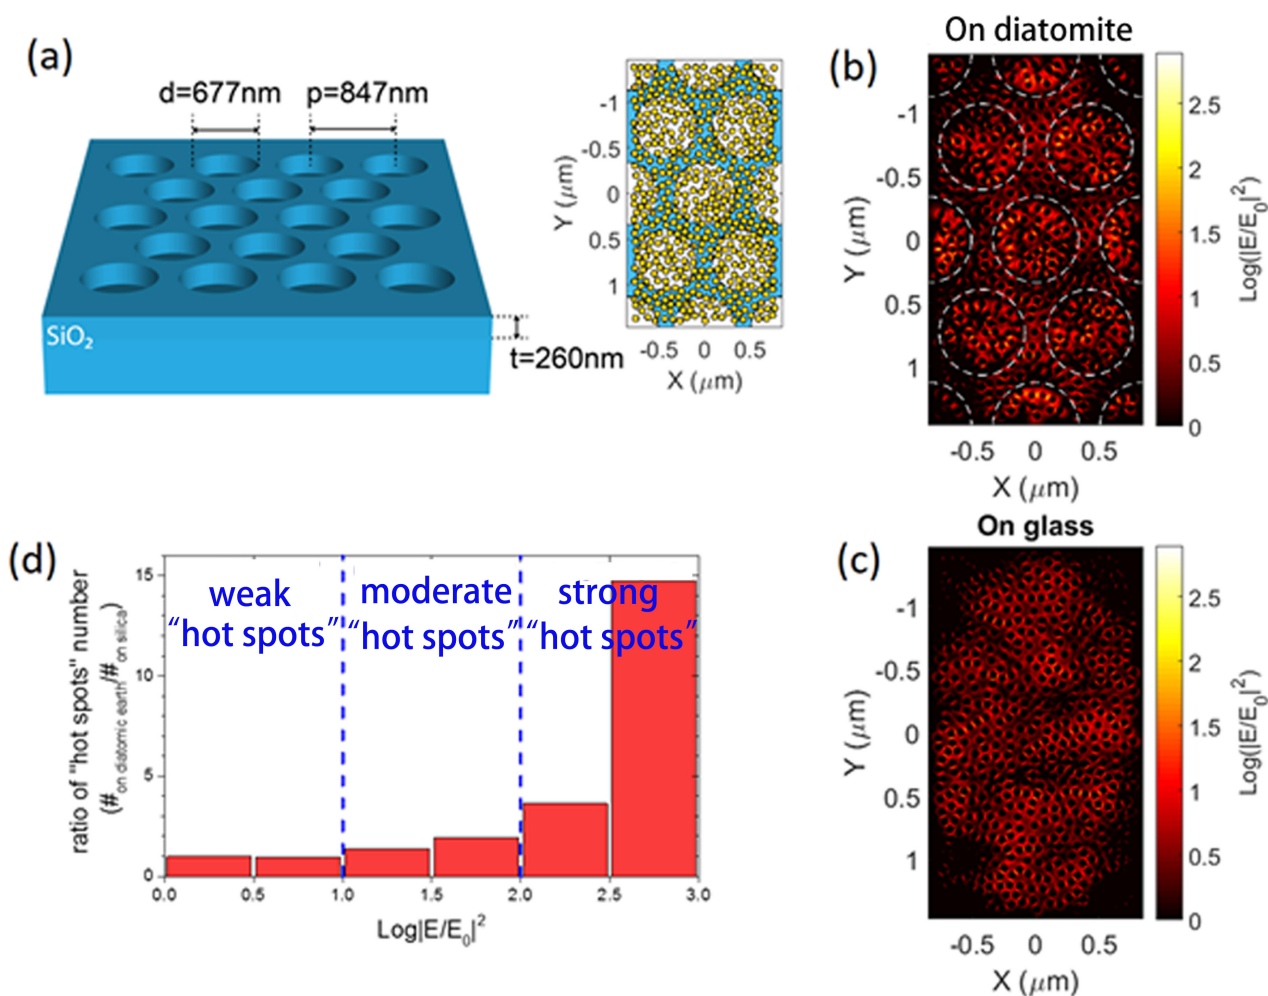 (a)
d=677nm p=847nm
SiO₂
t=260nm
Y (μm)
-1
-0.5
0
0.5
1
-0.5 0 0.5
X (μm)
(b)
On diatomite
Y (μm)
-1
-0.5
0
0.5
1
-0.5 0 0.5
X (μm)
2.5
2
1.5
1
0.5
0
Log(|E/E₀|²)
(d)
ratio of "hot spots" number
(#on diatomic earth/#on silica)
15
10
5
0
weak
“hot spots”
moderate
“hot spots”
strong
“hot spots”
0.0 0.5 1.0 1.5 2.0 2.5 3.0
Log|E/E₀|²
(c)
On glass
Y (μm)
-1
-0.5
0
0.5
1
-0.5 0 0.5
X (μm)
2.5
2
1.5
1
0.5
0
Log(|E/E₀|²)